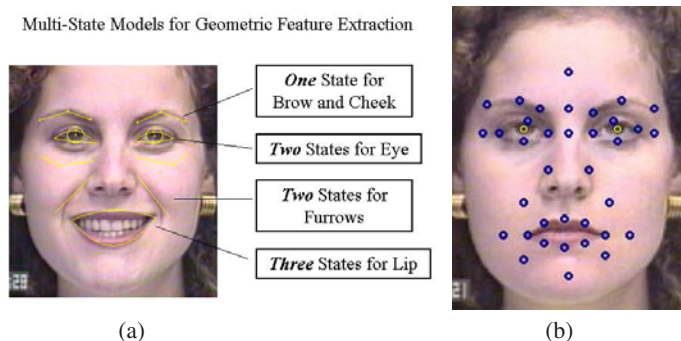 Multi-State Models for Geometric Feature Extraction
One State for
Brow and Cheek
Two States for Eye
Two States for
Furrows
Three States for Lip
21
(a)
(b)